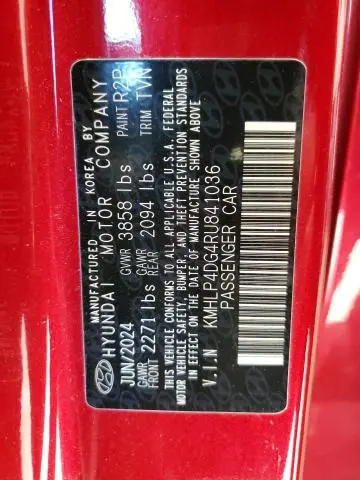 MANUFACTURED IN KOREA BY
HYUNDAI MOTOR COMPANY
JUN/2024 GVWR 3858 lbs PAINT R2P
GAWR FRONT 2271 lbs GAWR REAR 2094 lbs TRIM TVN
THIS VEHICLE CONFORMS TO ALL APPLICABLE U.S.A. FEDERAL
MOTOR VEHICLE SAFETY, BUMPER, AND THEFT PREVENTION STANDARDS
IN EFFECT ON THE DATE OF MANUFACTURE SHOWN ABOVE.
V.I.N KMHLP4DG4RU841036
PASSENGER CAR